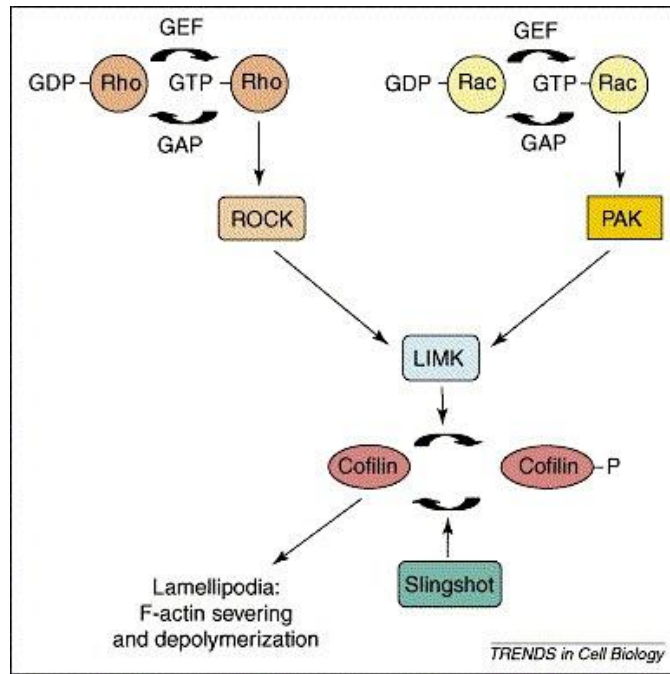 GEF
GDP Rho GTP Rho
GAP
GEF
GDP Rac GTP Rac
GAP
ROCK
PAK
LIMK
Cofilin
Cofilin P
Slingshot
Lamellipodia:
F-actin severing
and depolymerization
TRENDS in Cell Biology